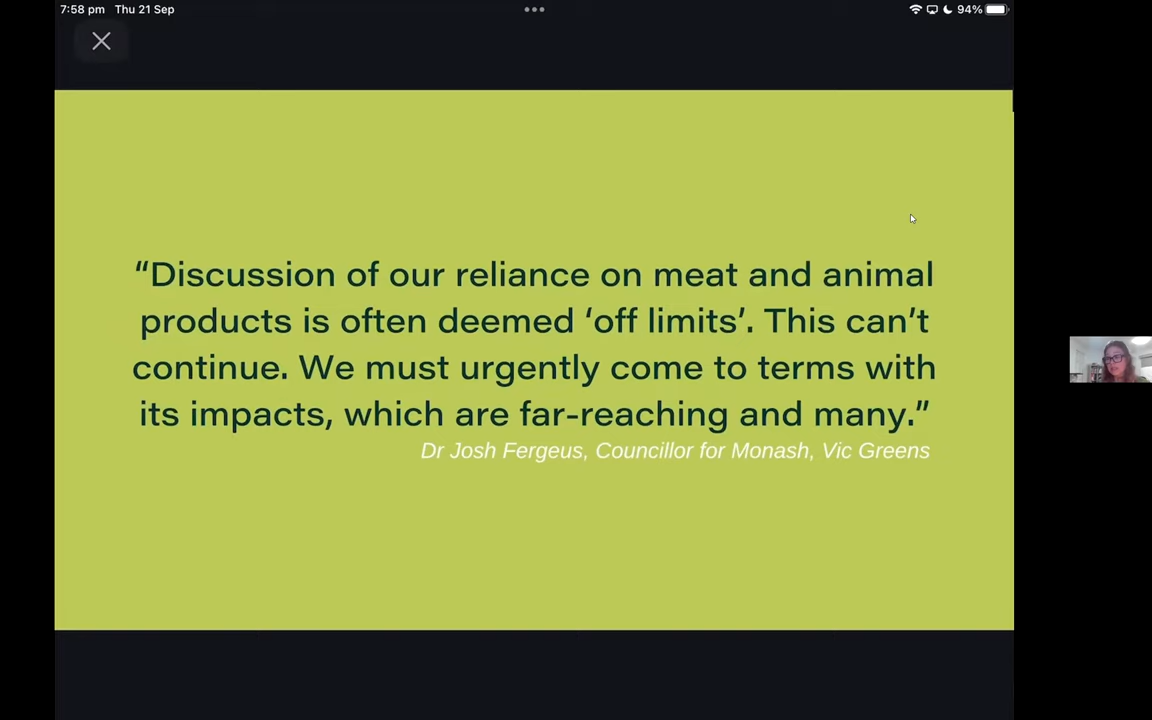 7:58 pm Thu 21 Sep
94%
“Discussion of our reliance on meat and animal
products is often deemed ‘off limits’. This can’t
continue. We must urgently come to terms with
its impacts, which are far-reaching and many.”
Dr Josh Fergeus, Councillor for Monash, Vic Greens